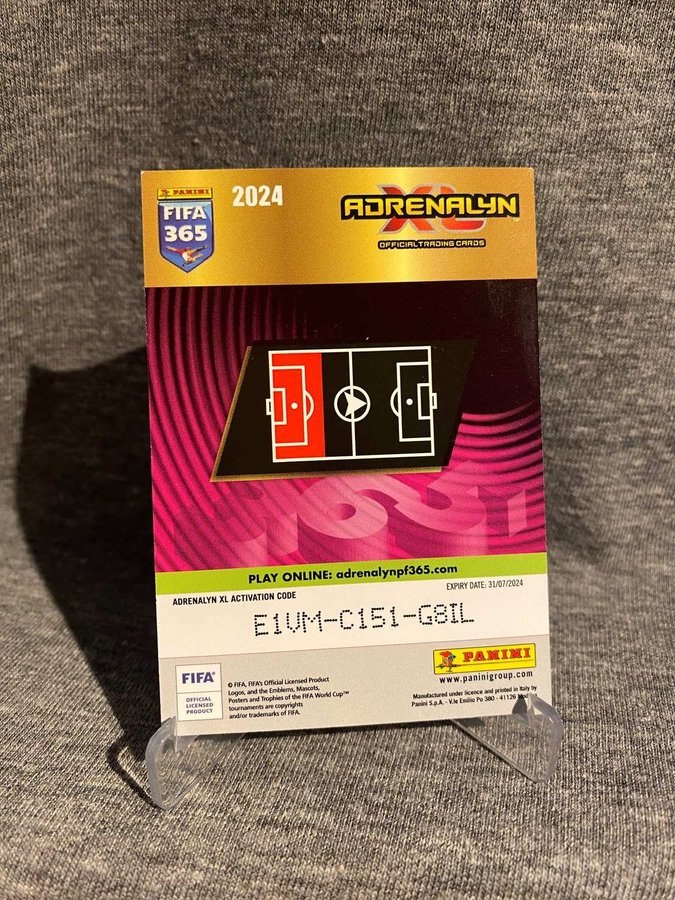 PANINI
FIFA
365
2024
ADRENALYN
XL
OFFICIAL TRADING CARDS
PLAY ONLINE: adrenalynpf365.com
ADRENALYN XL ACTIVATION CODE
EXPIRY DATE: 31/07/2024
E1VM-C151-G8IL
FIFA
OFFICIAL
LICENSED
PRODUCT
© FIFA, FIFA's Official Licensed Product
Logos, and the Emblems, Mascots,
Posters and Trophies of the FIFA World Cup™
tournaments are copyrights
and/or trademarks of FIFA.
PANINI
www.paninigroup.com
Manufactured under licence and printed in Italy by
Panini S.p.A. - V.le Emilio Po 380 - 41126